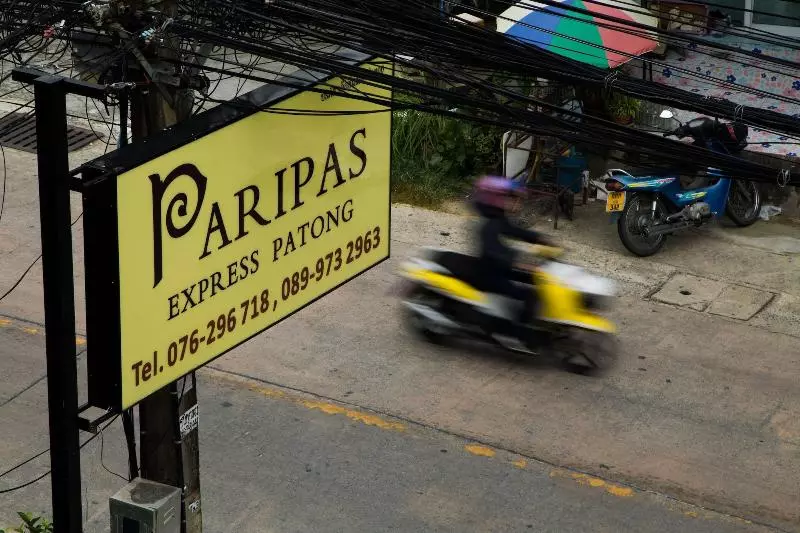 PARIPAS
EXPRESS PATONG
Tel. 076-296 718, 089-973 2963